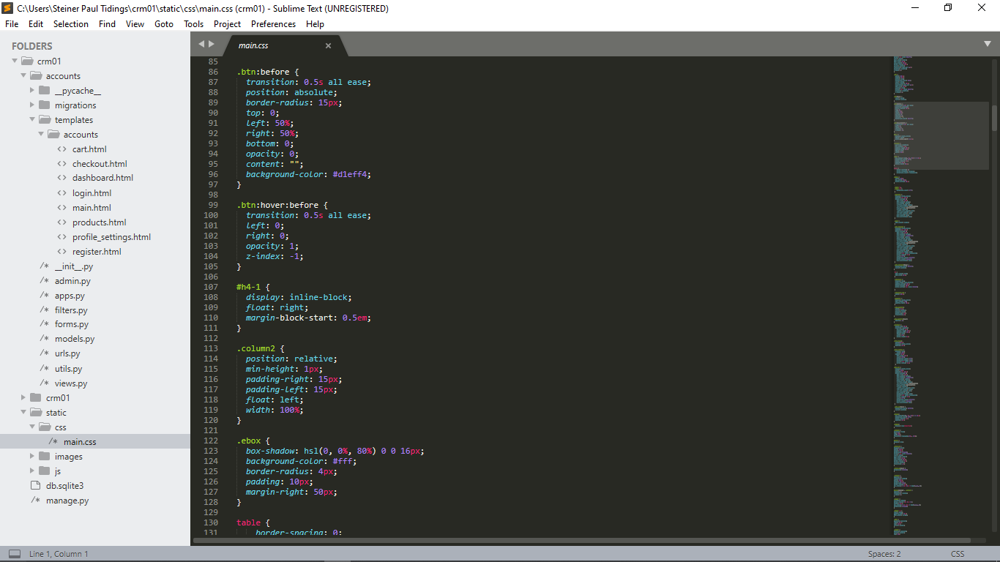 C:\Users\Steiner Paul Tidings\crm01\static\css\main.css (crm01) - Sublime Text (UNREGISTERED)
File Edit Selection Find View Goto Tools Project Preferences Help
FOLDERS
crm01
accounts
__pycache__
migrations
templates
accounts
<> cart.html
<> checkout.html
<> dashboard.html
<> login.html
<> main.html
<> products.html
<> profile_settings.html
<> register.html
/* __init__.py
/* admin.py
/* apps.py
/* filters.py
/* forms.py
/* models.py
/* urls.py
/* utils.py
/* views.py
crm01
static
css
/* main.css
images
js
db.sqlite3
/* manage.py
main.css
85
86 .btn:before {
87 transition: 0.5s all ease;
88 position: absolute;
89 border-radius: 15px;
90 top: 0;
91 left: 50%;
92 right: 50%;
93 bottom: 0;
94 opacity: 0;
95 content: "";
96 background-color: #d1eff4;
97 }
98
99 .btn:hover:before {
100 transition: 0.5s all ease;
101 left: 0;
102 right: 0;
103 opacity: 1;
104 z-index: -1;
105 }
106
107 #h4-1 {
108 display: inline-block;
109 float: right;
110 margin-block-start: 0.5em;
111 }
112
113 .column2 {
114 position: relative;
115 min-height: 1px;
116 padding-right: 15px;
117 padding-left: 15px;
118 float: left;
119 width: 100%;
120 }
121
122 .ebox {
123 box-shadow: hsl(0, 0%, 80%) 0 0 16px;
124 background-color: #fff;
125 border-radius: 4px;
126 padding: 10px;
127 margin-right: 50px;
128 }
129
130 table {
131 border-spacing: 0;
Line 1, Column 1
Spaces: 2
CSS